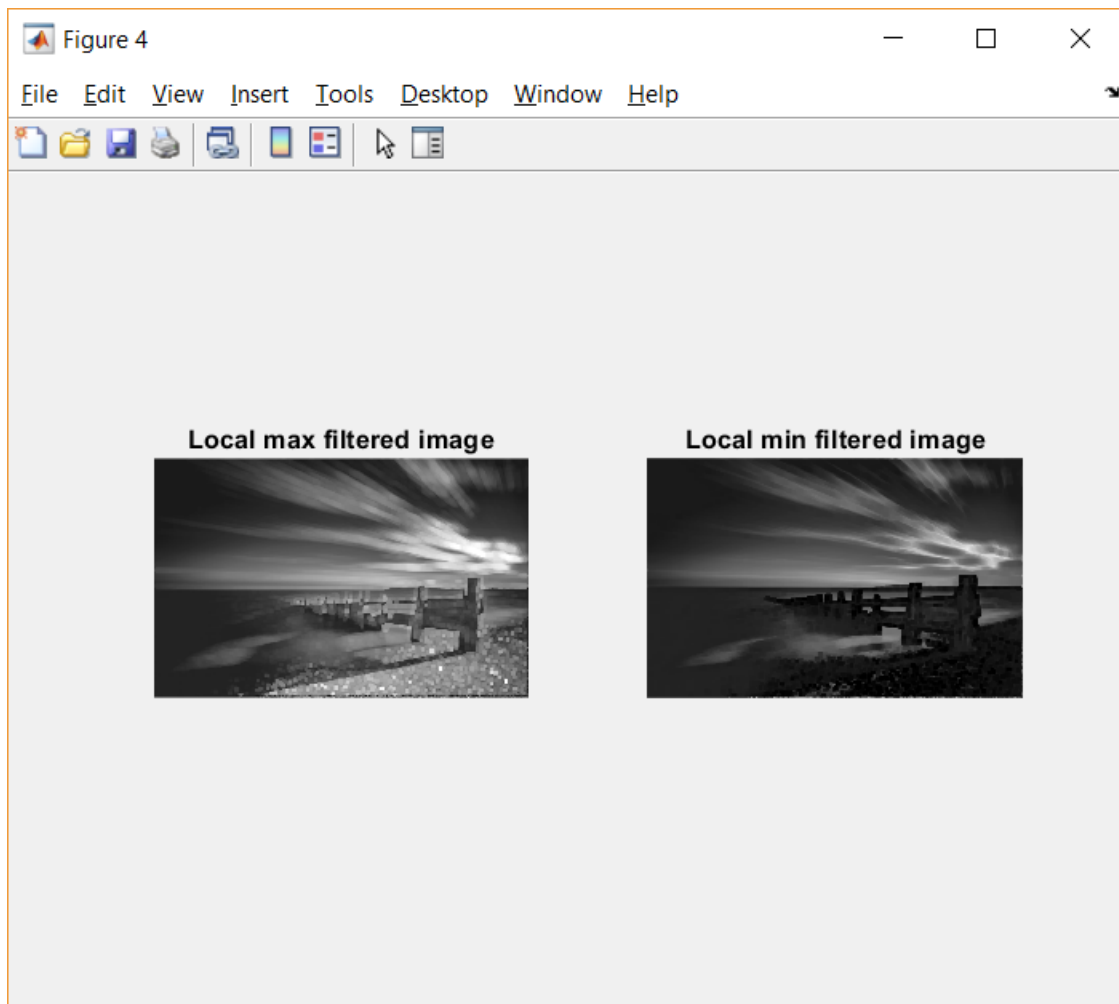 Figure 4
File Edit View Insert Tools Desktop Window Help
Local max filtered image Local min filtered image